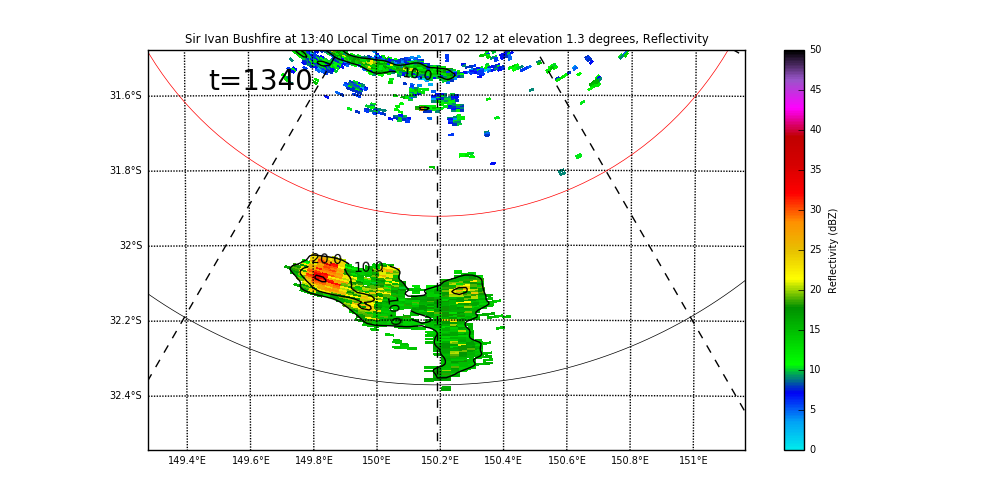 Sir Ivan Bushfire at 13:40 Local Time on 2017 02 12 at elevation 1.3 degrees, Reflectivity
t=1340
10.0
20.0
10.0
31.6°S
31.8°S
32°S
32.2°S
32.4°S
149.4°E 149.6°E 149.8°E 150°E 150.2°E 150.4°E 150.6°E 150.8°E 151°E
50
45
40
35
30
25
20
15
10
5
0
Reflectivity (dBZ)